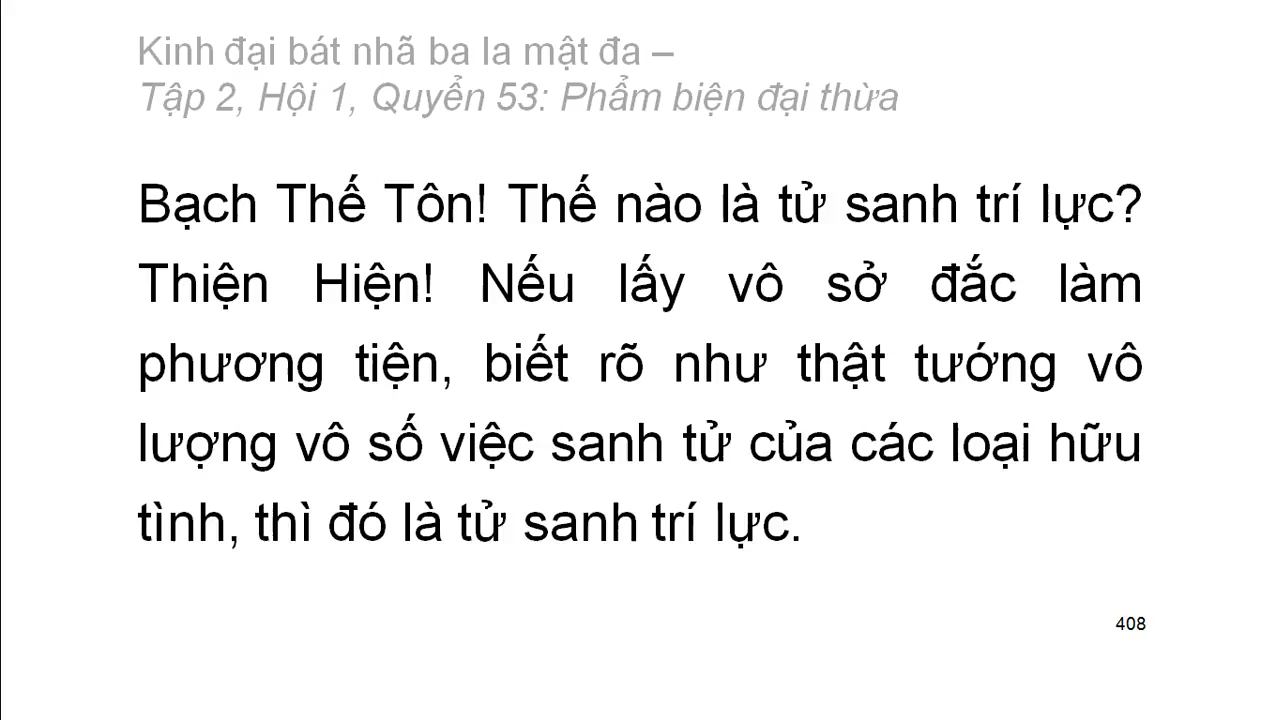 Kinh đại bát nhã ba la mật đa –
Tập 2, Hội 1, Quyển 53: Phẩm biện đại thừa
Bạch Thế Tôn! Thế nào là tử sanh trí lực?
Thiện Hiện! Nếu lấy vô sở đắc làm
phương tiện, biết rõ như thật tướng vô
lượng vô số việc sanh tử của các loại hữu
tình, thì đó là tử sanh trí lực.
408